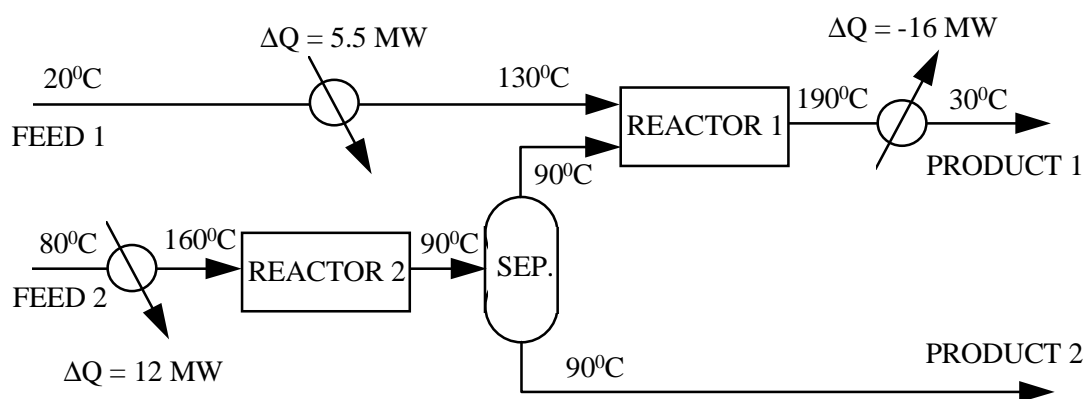 ΔQ = 5.5 MW
ΔQ = -16 MW
20⁰C
130⁰C
190⁰C
30⁰C
FEED 1
REACTOR 1
PRODUCT 1
90⁰C
80⁰C
160⁰C
90⁰C
FEED 2
REACTOR 2
SEP.
ΔQ = 12 MW
90⁰C
PRODUCT 2